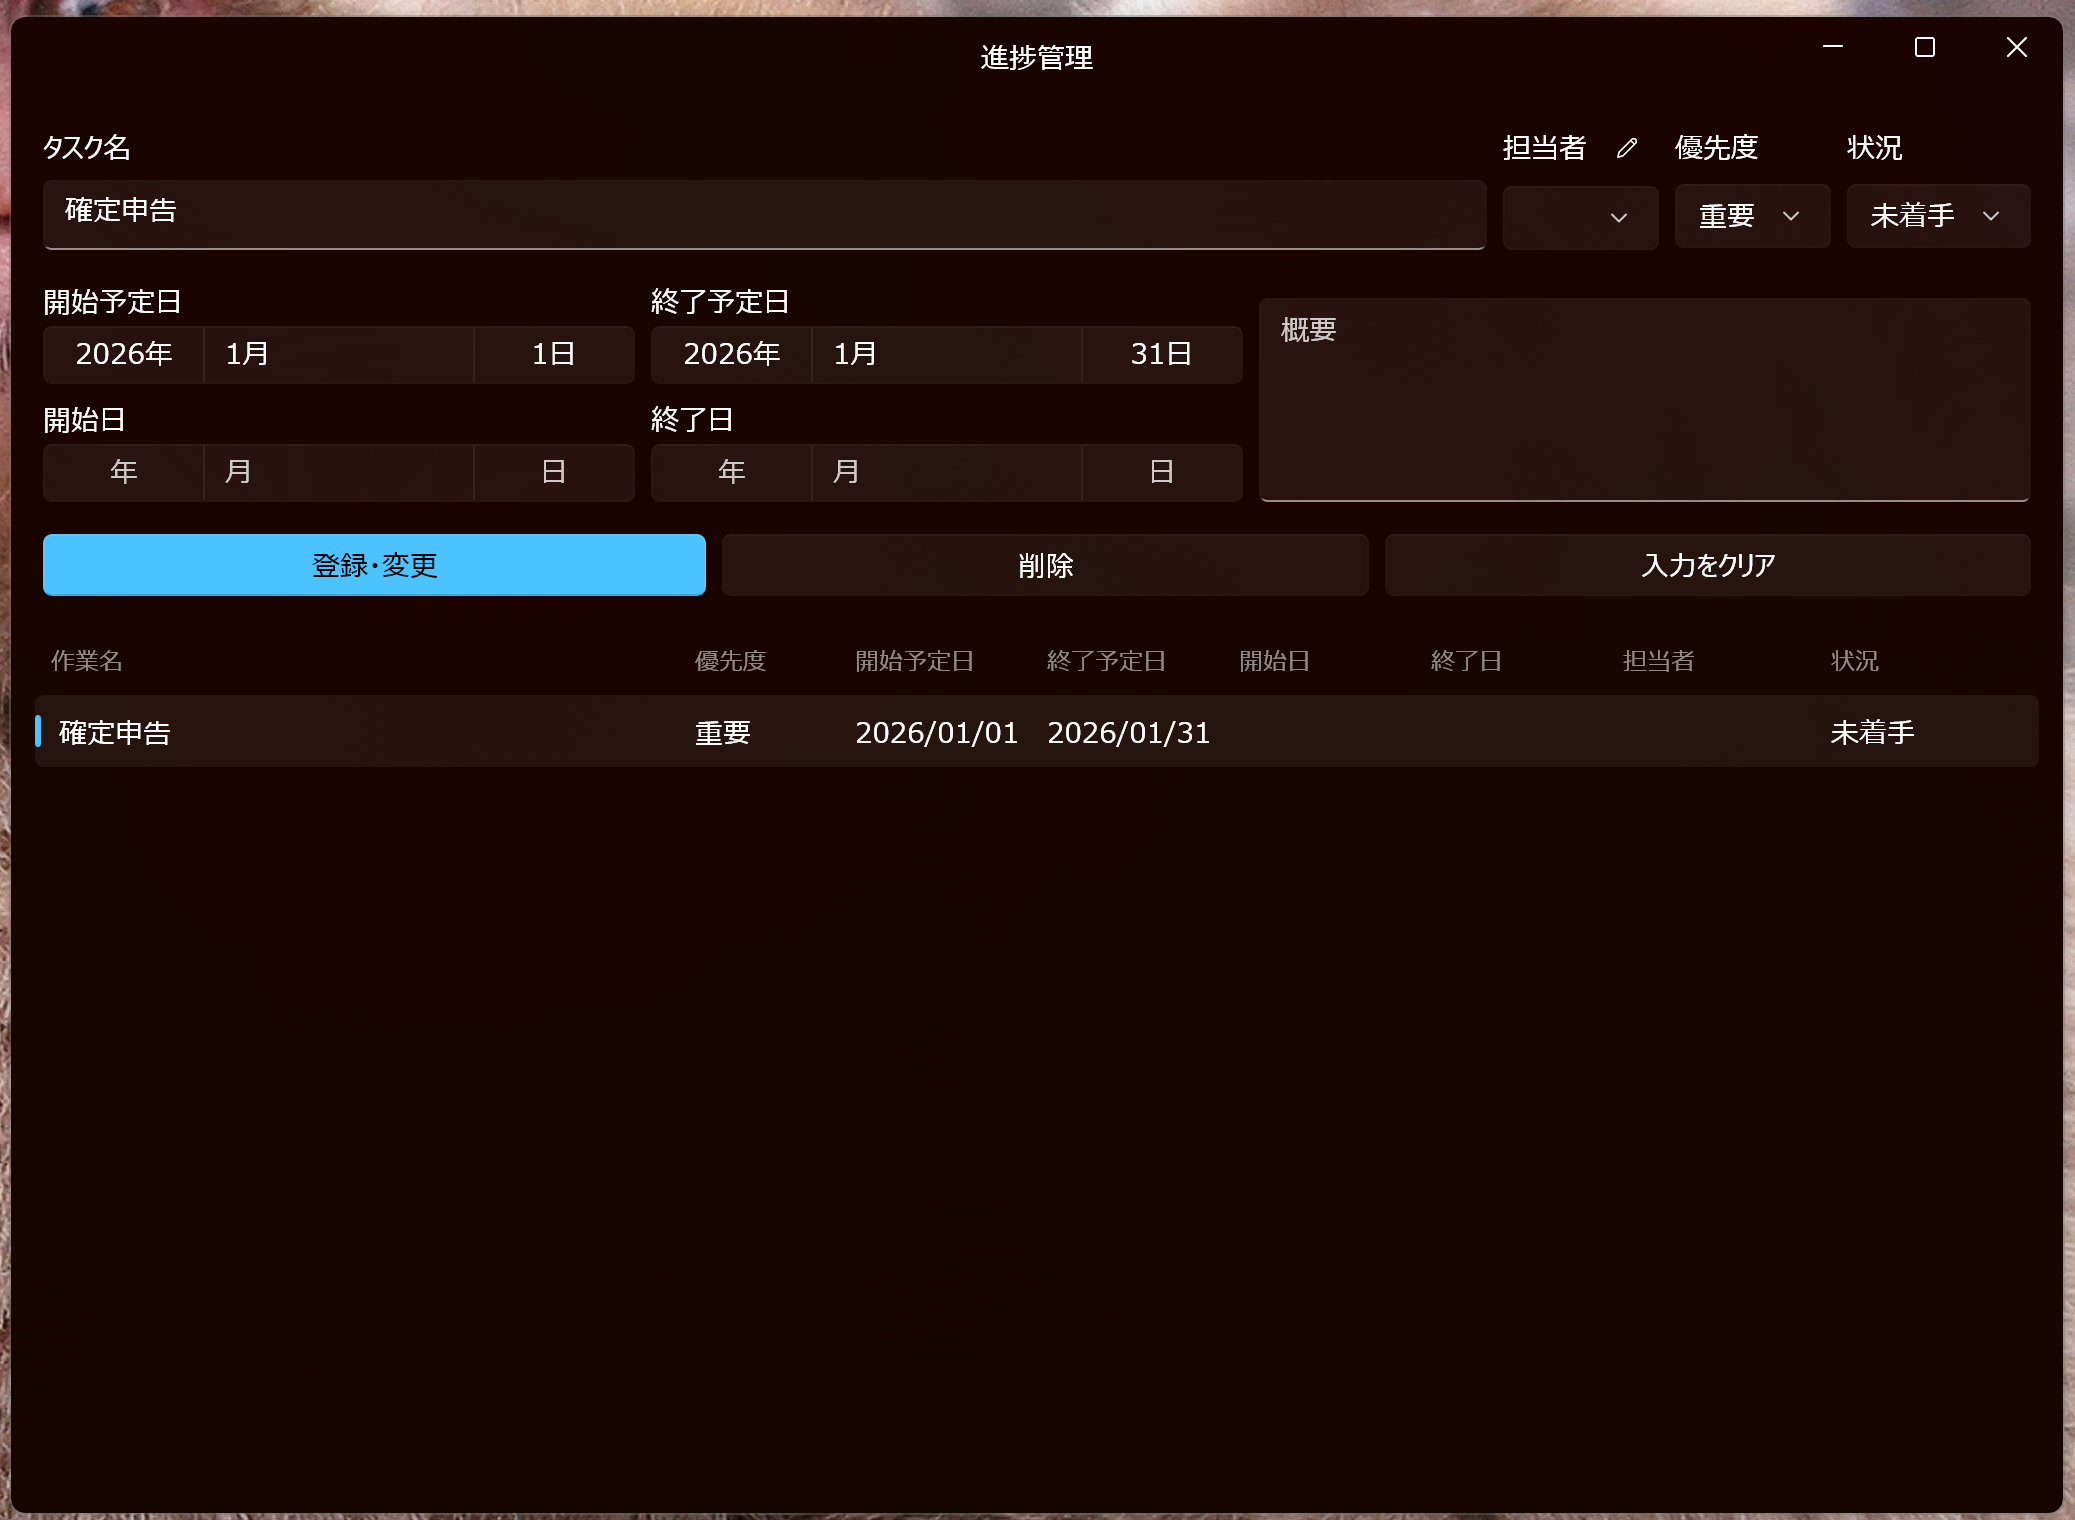 進捗管理
タスク名
担当者
優先度
状況
確定申告
重要
未着手
開始予定日
終了予定日
概要
2026年 1月 1日
2026年 1月 31日
開始日
終了日
年 月 日
年 月 日
登録・変更
削除
入力をクリア
作業名 優先度 開始予定日 終了予定日 開始日 終了日 担当者 状況
確定申告 重要 2026/01/01 2026/01/31 未着手